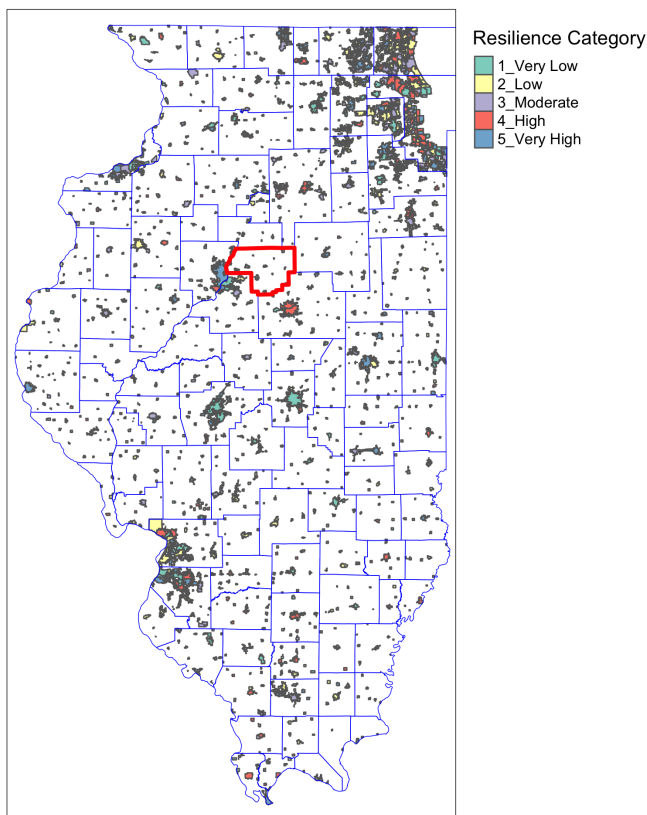 Resilience Category
1_Very Low
2_Low
3_Moderate
4_High
5_Very High